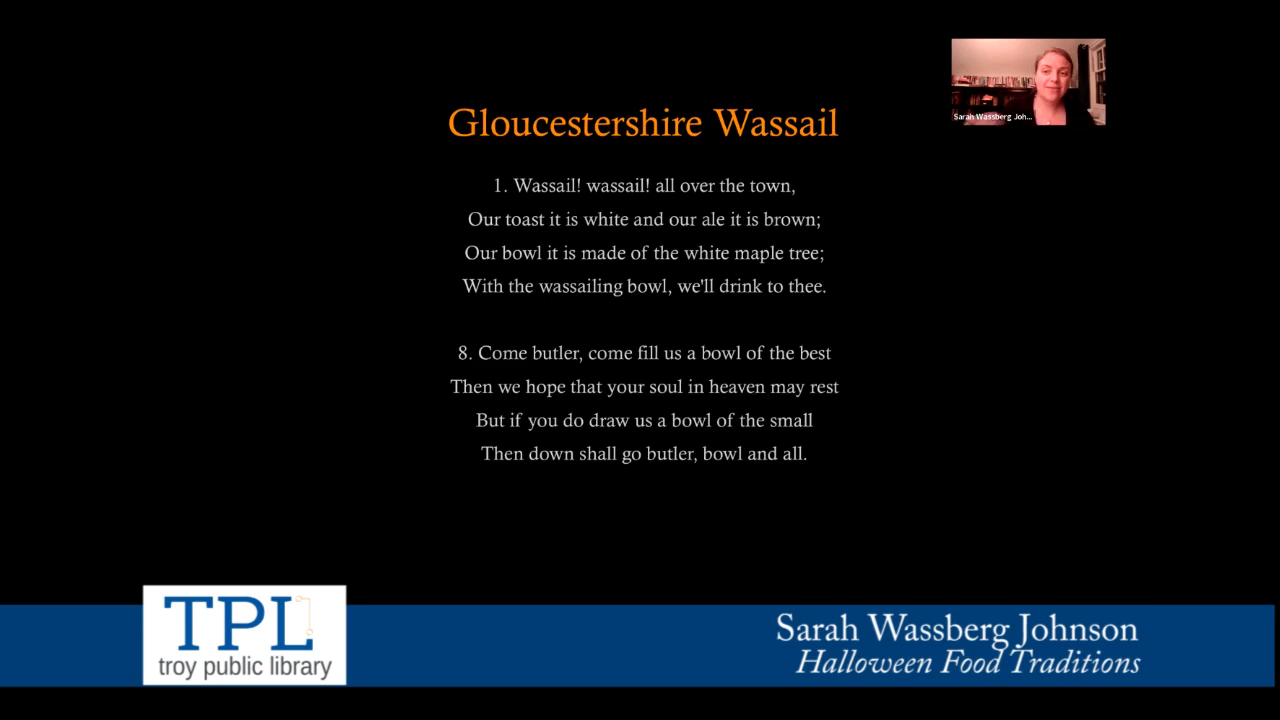 Sarah Wassberg Joh...
Gloucestershire Wassail
1. Wassail! wassail! all over the town,
Our toast it is white and our ale it is brown;
Our bowl it is made of the white maple tree;
With the wassailing bowl, we'll drink to thee.
8. Come butler, come fill us a bowl of the best
Then we hope that your soul in heaven may rest
But if you do draw us a bowl of the small
Then down shall go butler, bowl and all.
TPL
troy public library
Sarah Wassberg Johnson
Halloween Food Traditions